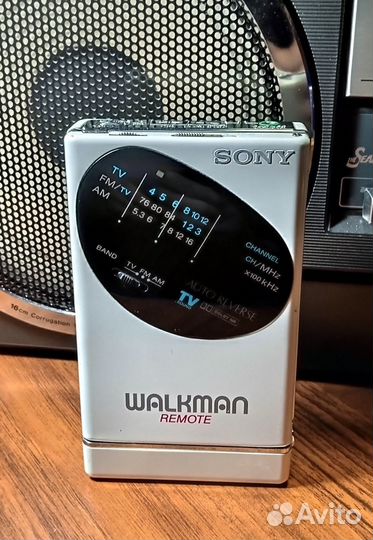 SONY
TV 4 5 6 8 10 12
FM/TV 76 80 84 1 2 3
AM 5 3 6 7 8 12 16
CHANNEL
CH/MHz
×100kHz
BAND TV FM AM
AUTO REVERSE
TV
WALKMAN
REMOTE
16cm Corrugation
Avito